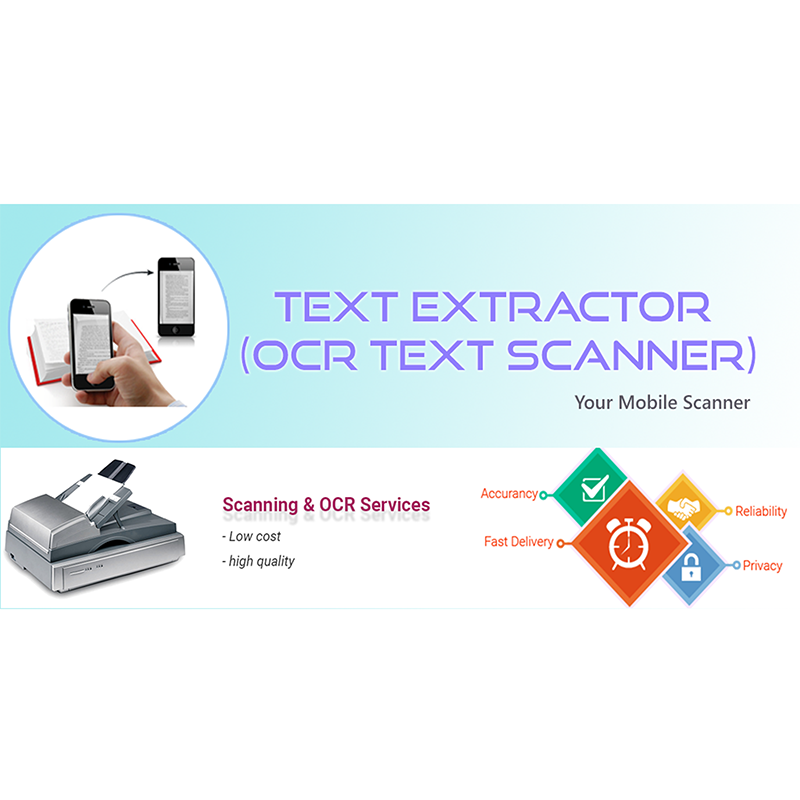 TEXT EXTRACTOR
(OCR TEXT SCANNER)
Your Mobile Scanner
Scanning & OCR Services
- Low cost
- high quality
Accurancy
Fast Delivery
Reliability
Privacy